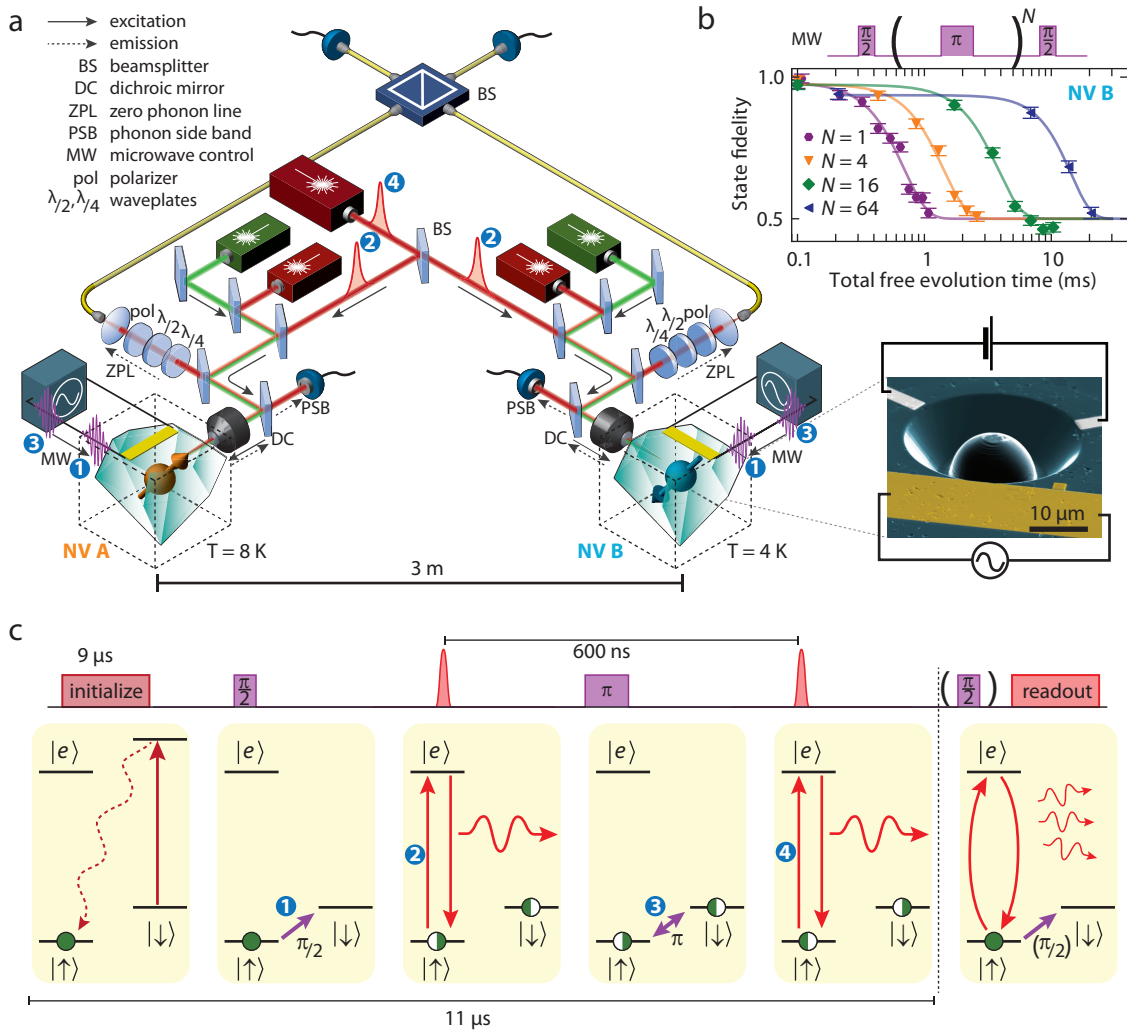 a
excitation
emission
BS beamsplitter
DC dichroic mirror
ZPL zero phonon line
PSB phonon side band
MW microwave control
pol polarizer
λ/2, λ/4 waveplates
BS
4
BS
2
2
pol λ/2 λ/4
λ/4 λ/2 pol
ZPL
ZPL
PSB
PSB
DC
DC
3
MW
1
3
MW
1
NV A
T = 8 K
NV B
T = 4 K
3 m
b
MW π/2 ( π )N π/2
NV B
State fidelity
1.0
0.5
N = 1
N = 4
N = 16
N = 64
0.1 1 10
Total free evolution time (ms)
10 μm
c
9 μs
600 ns
initialize
π/2
π
(π/2)
readout
|e⟩
|e⟩
|e⟩
|e⟩
|e⟩
|e⟩
2
4
1
3
π/2
π
(π/2)
|↓⟩
|↓⟩
|↓⟩
|↓⟩
|↓⟩
|↓⟩
|↑⟩
|↑⟩
|↑⟩
|↑⟩
|↑⟩
|↑⟩
11 μs